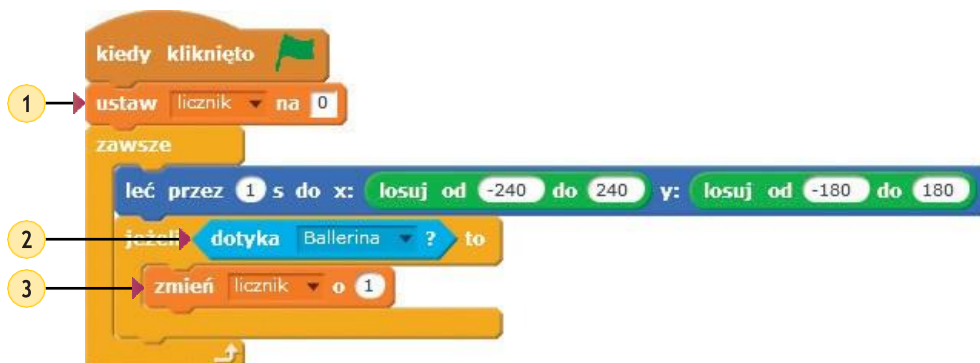 kiedy kliknięto
1 ustaw licznik na 0
zawsze
leć przez 1 s do x: losuj od -240 do 240 y: losuj od -180 do 180
2 jeżeli dotyka Ballerina ? to
3 zmień licznik o 1